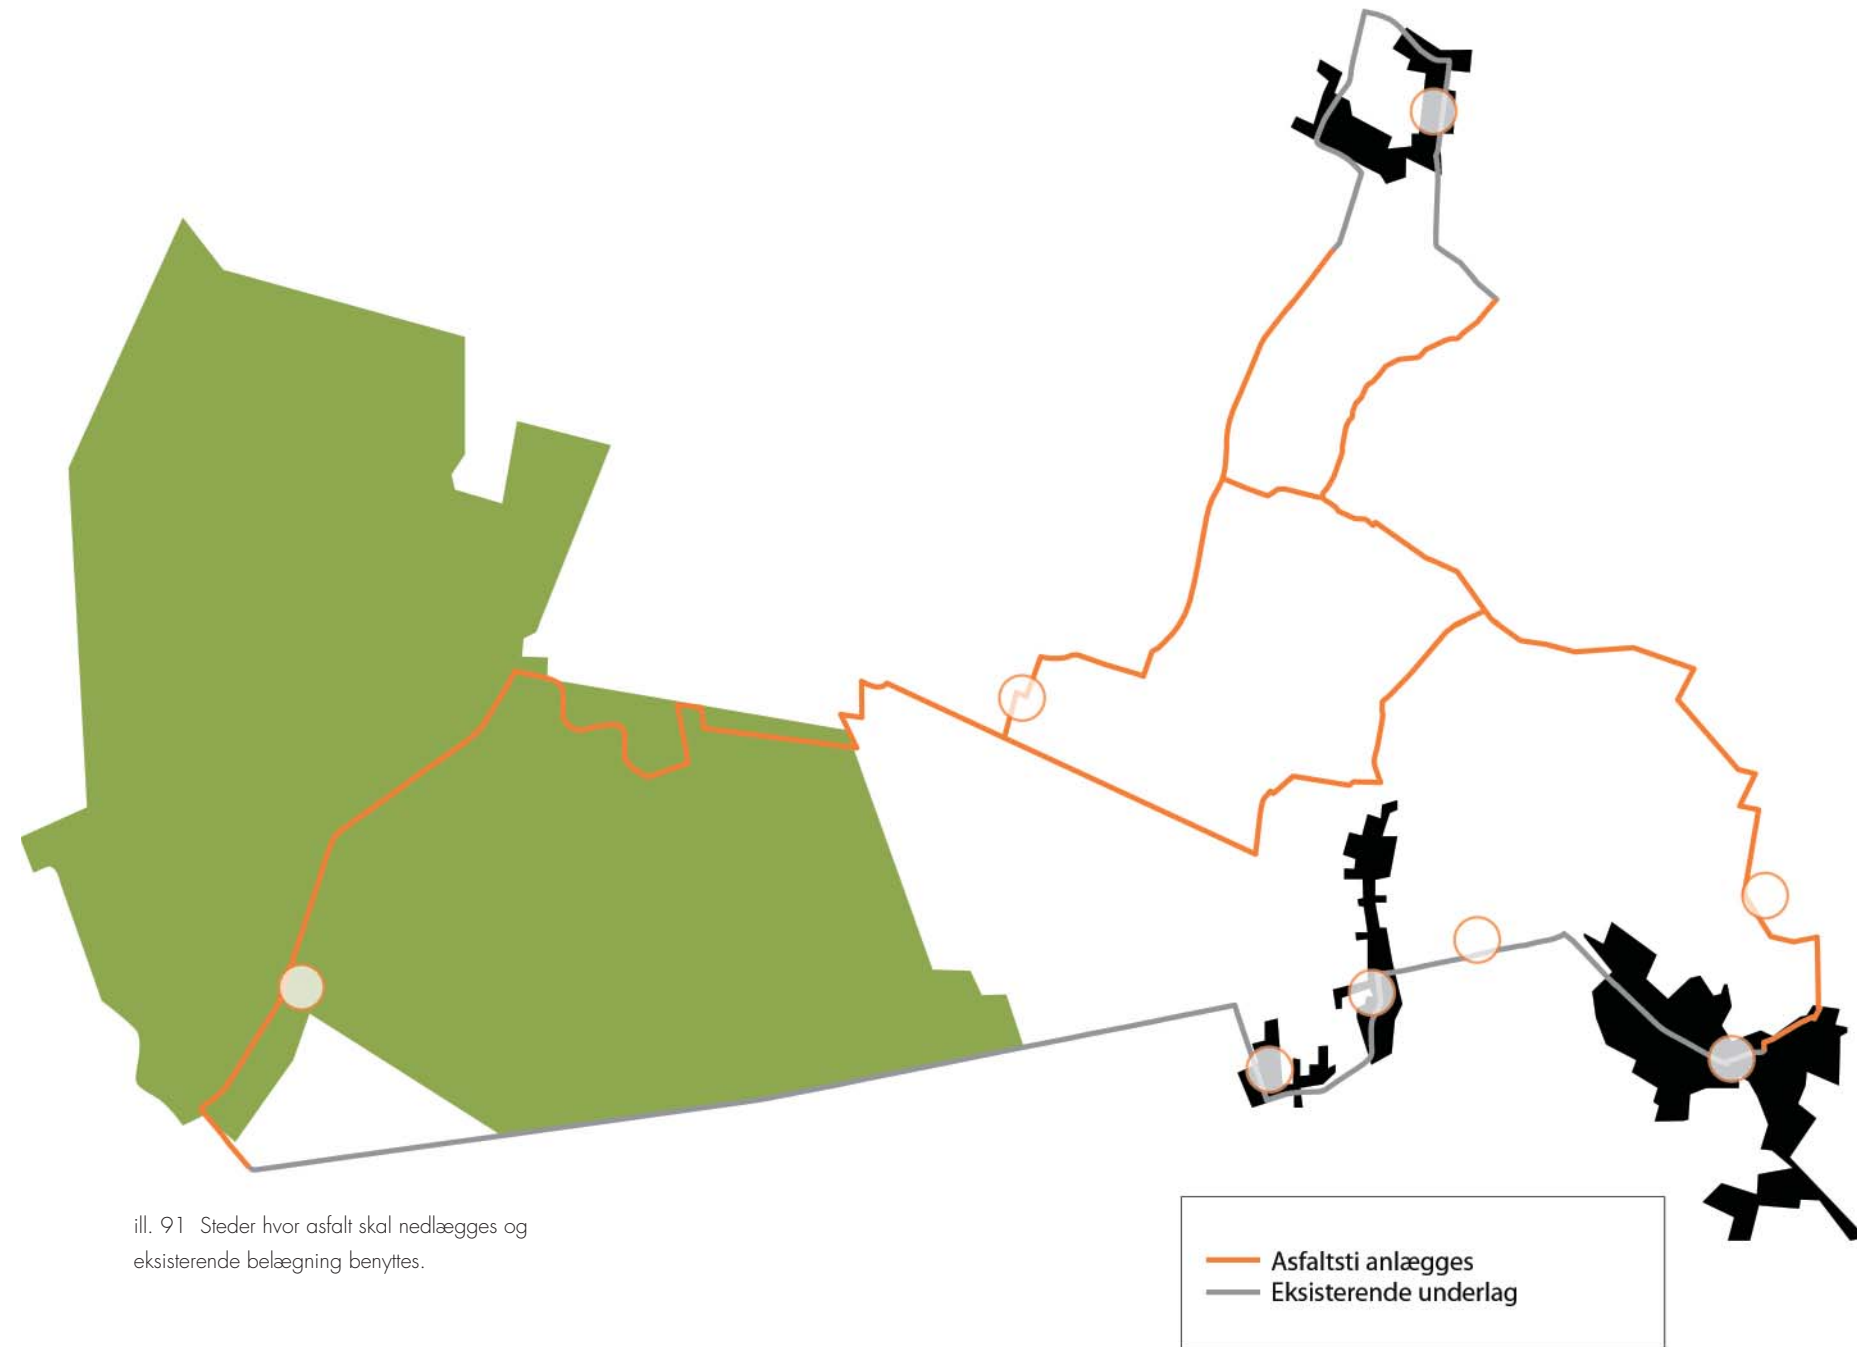 ill. 91 Steder hvor asfalt skal nedlægges og
eksisterende belægning benyttes.
Asfaltsti anlægges
Eksisterende underlag